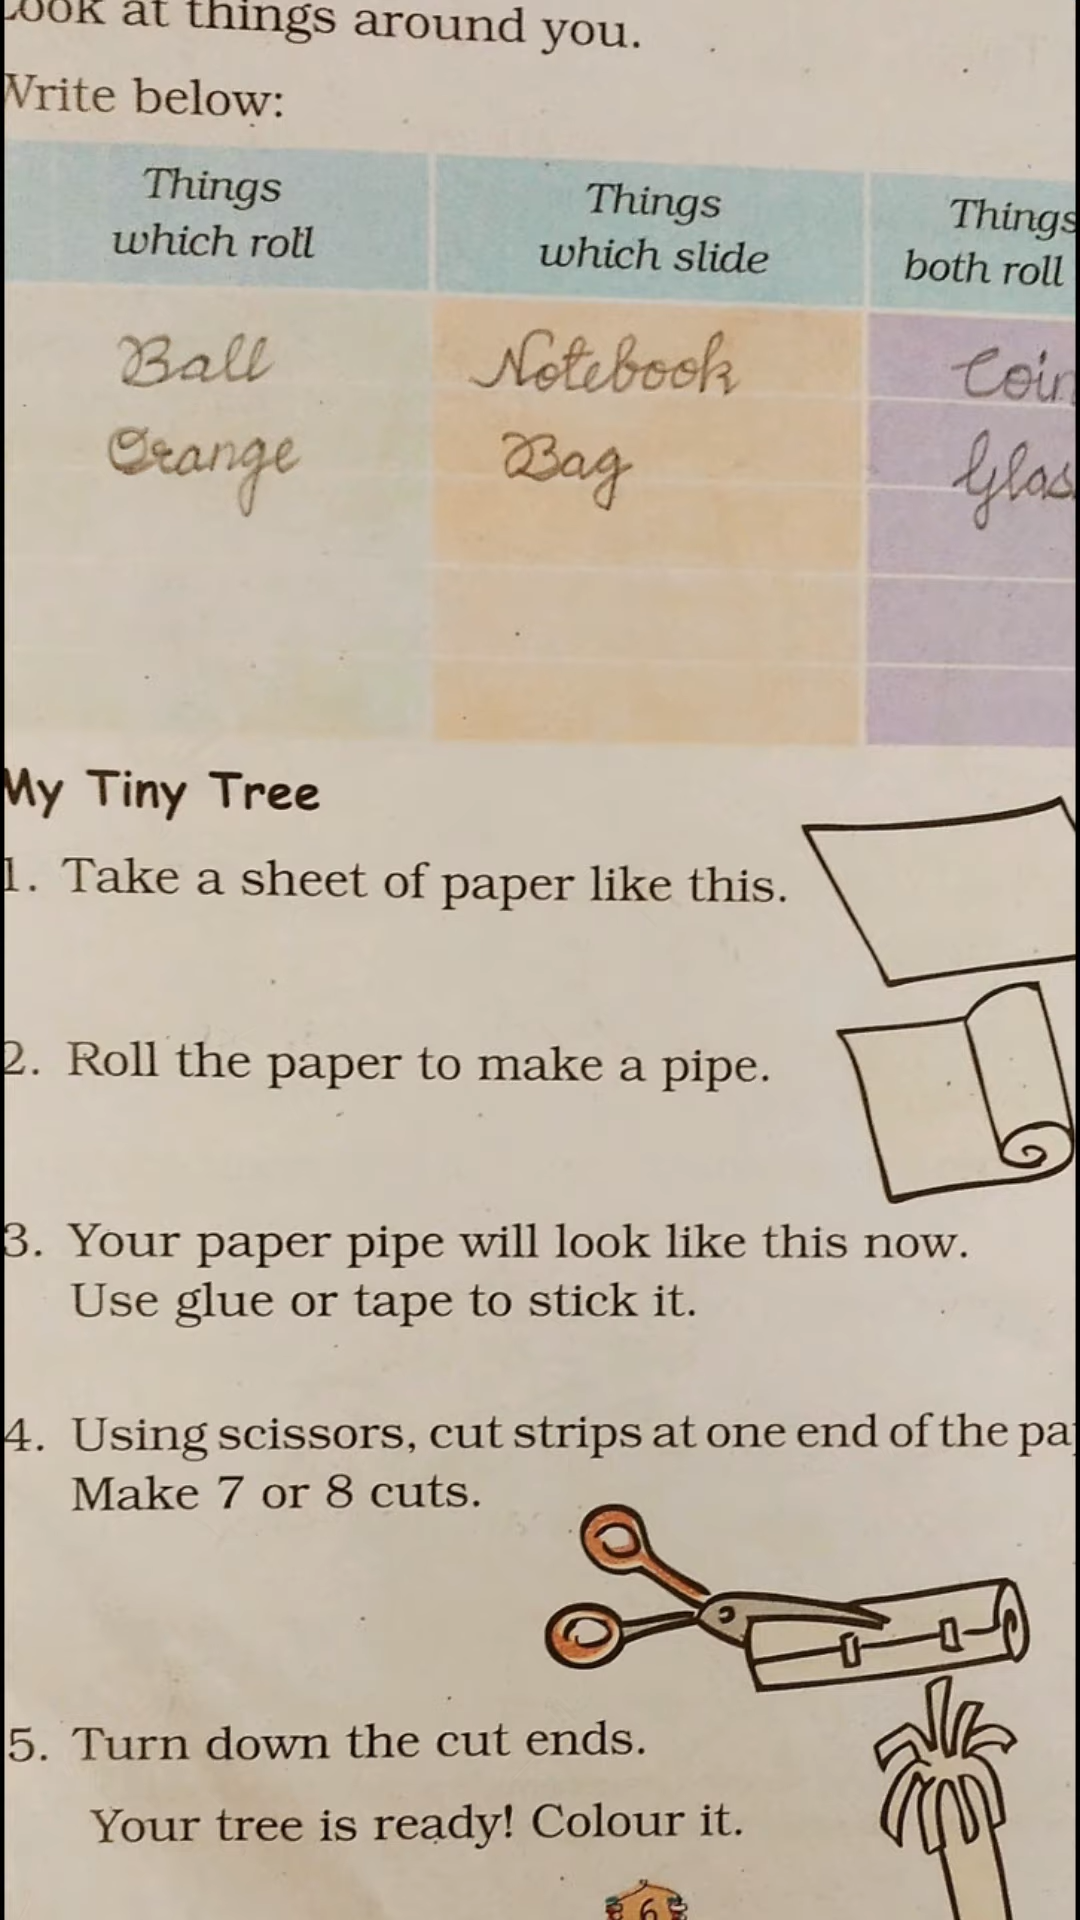 Look at things around you.
Write below:
Things which roll
Things which slide
Things both roll
Ball Notebook
Orange Bag
My Tiny Tree
1. Take a sheet of paper like this.
2. Roll the paper to make a pipe.
3. Your paper pipe will look like this now.
Use glue or tape to stick it.
4. Using scissors, cut strips at one end of the
Make 7 or 8 cuts.
5. Turn down the cut ends.
Your tree is ready! Colour it.
6